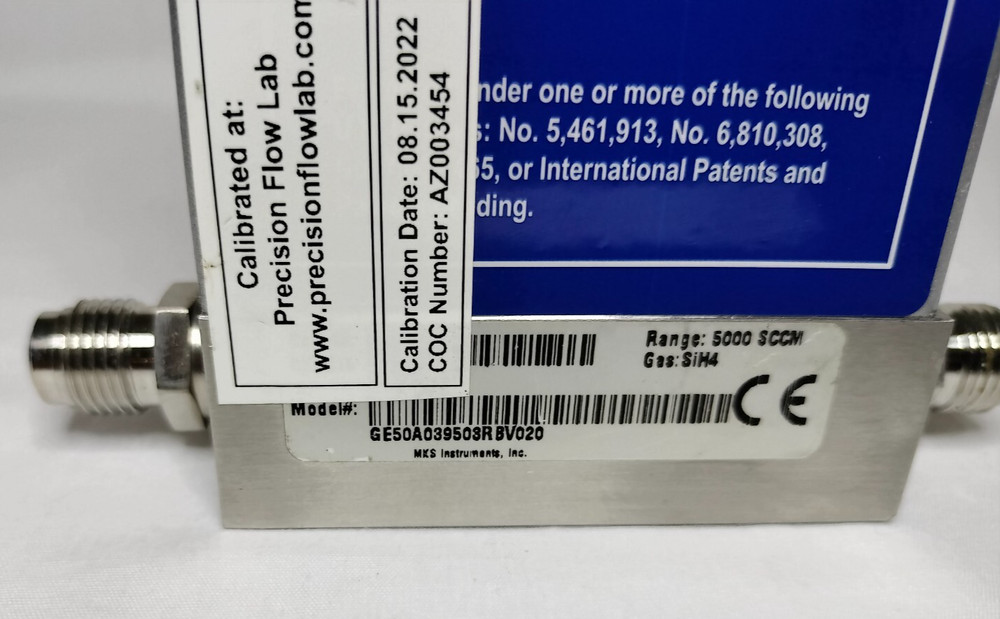 Calibrated at:
Precision Flow Lab
www.precisionflowlab.com
Calibration Date: 08.15.2022
COC Number: AZ003454
nder one or more of the following
: No. 5,461,913, No. 6,810,308,
5, or International Patents and
ding.
Range: 5000 SCCM
Gas: SiH4
Model#:
GE50A039503RBV020
MKS Instruments, Inc.
CE